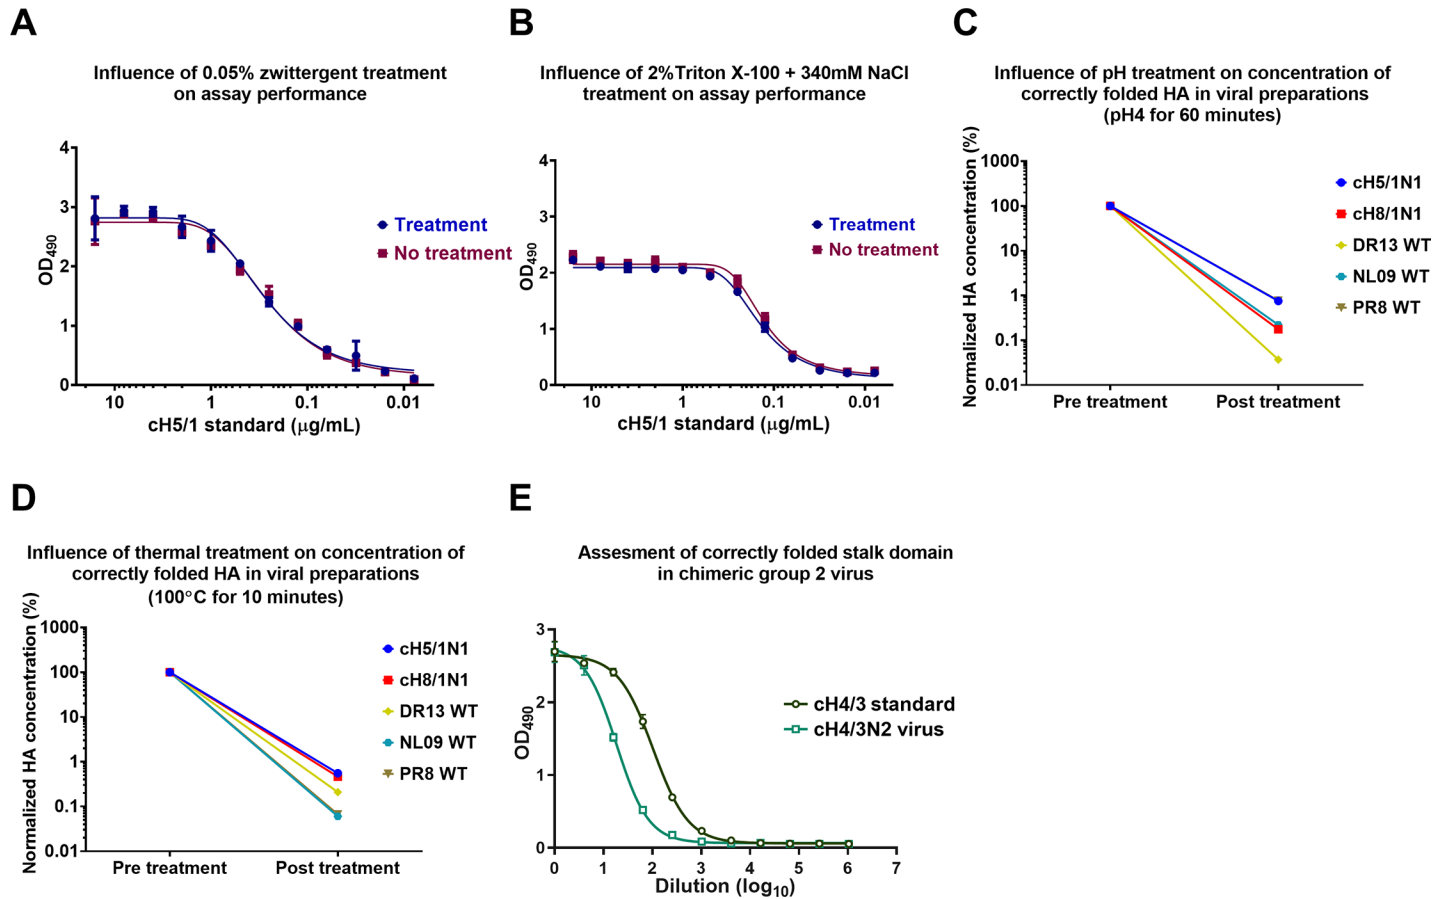 A
Influence of 0.05% zwittergent treatment
on assay performance
4
3
2
1
0
OD490
10
1
0.1
0.01
cH5/1 standard (μg/mL)
Treatment
No treatment
B
Influence of 2%Triton X-100 + 340mM NaCl
treatment on assay performance
4
3
2
1
0
OD490
10
1
0.1
0.01
cH5/1 standard (μg/mL)
Treatment
No treatment
C
Influence of pH treatment on concentration of
correctly folded HA in viral preparations
(pH4 for 60 minutes)
Normalized HA concentration (%)
1000
100
10
1
0.1
0.01
Pre treatment
Post treatment
cH5/1N1
cH8/1N1
DR13 WT
NL09 WT
PR8 WT
D
Influence of thermal treatment on concentration of
correctly folded HA in viral preparations
(100°C for 10 minutes)
Normalized HA concentration (%)
1000
100
10
1
0.1
0.01
Pre treatment
Post treatment
cH5/1N1
cH8/1N1
DR13 WT
NL09 WT
PR8 WT
E
Assesment of correctly folded stalk domain
in chimeric group 2 virus
3
2
1
0
OD490
0
1
2
3
4
5
6
7
Dilution (log10)
cH4/3 standard
cH4/3N2 virus